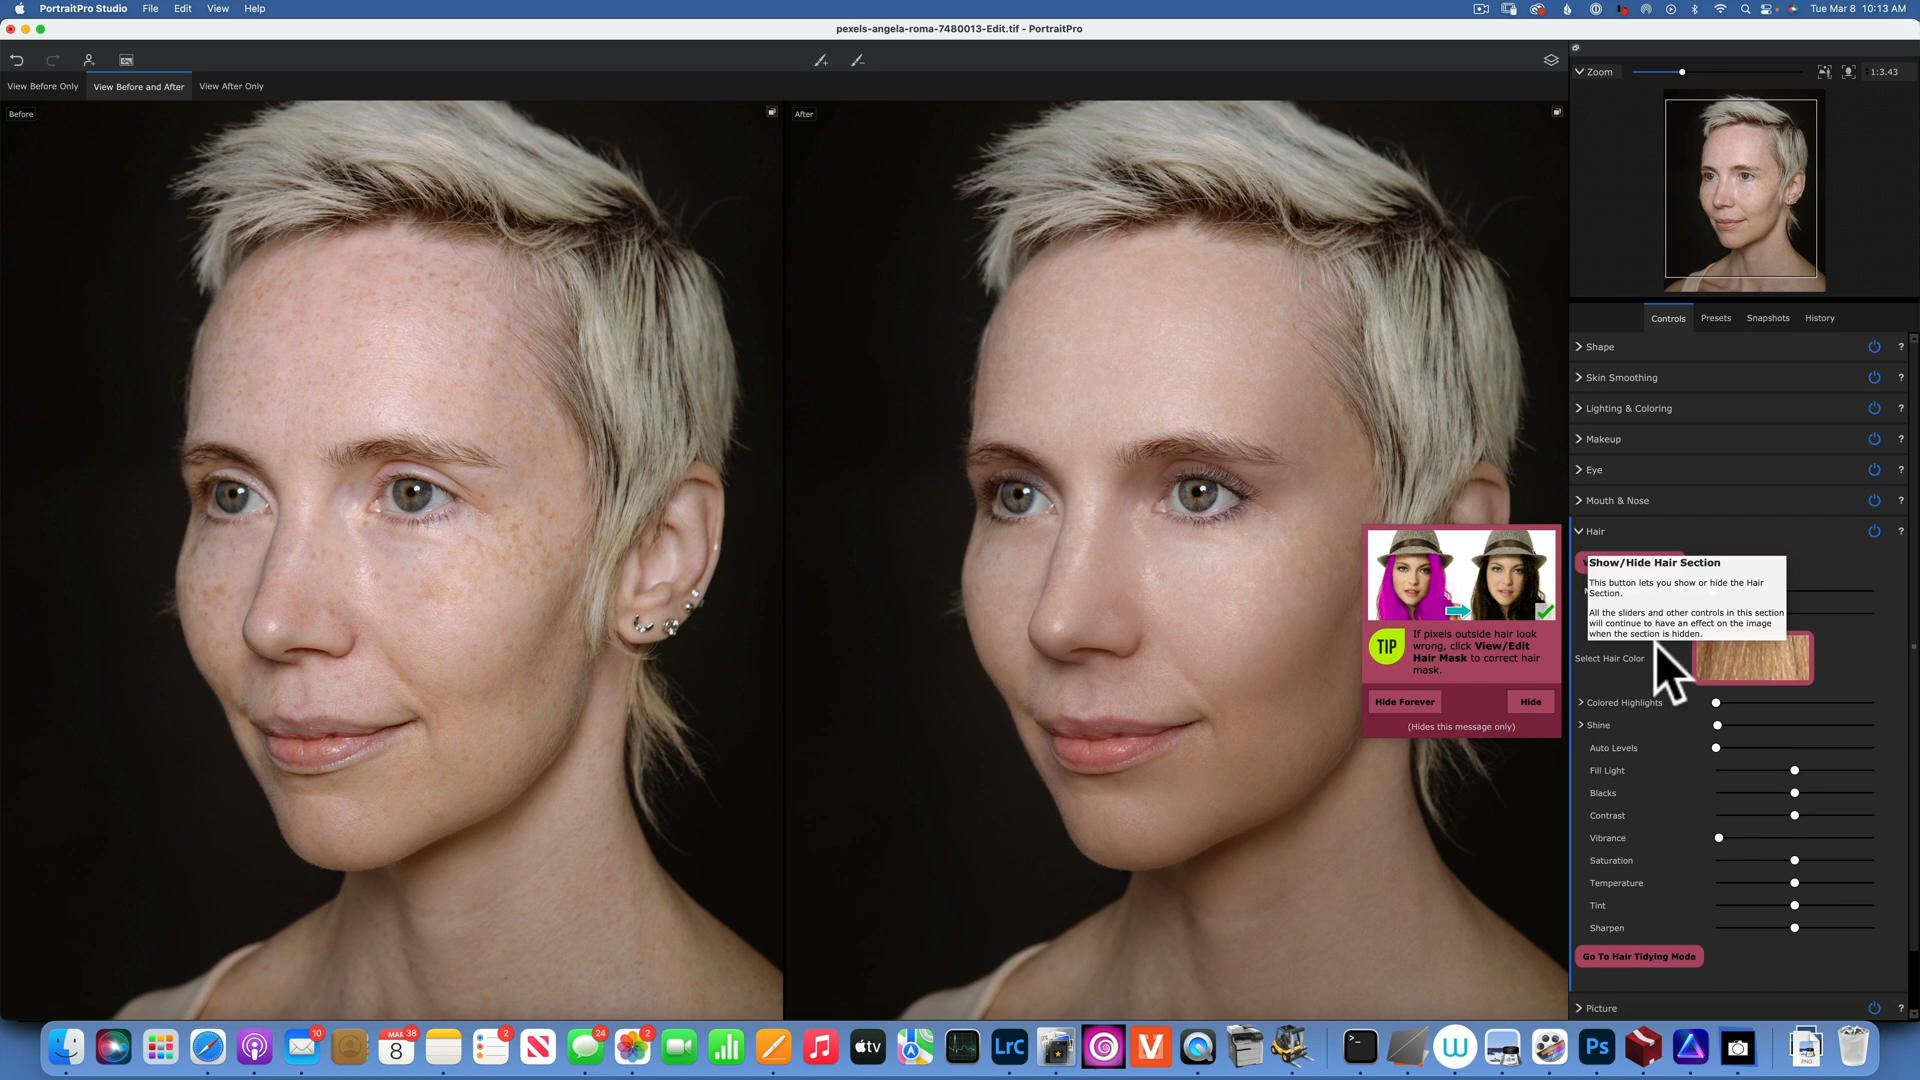 PortraitPro Studio File Edit View Help
Tue Mar 8 10:13 AM
pexels-angela-roma-7480013-Edit.tif - PortraitPro
Zoom
1:3.43
View Before Only View Before and After View After Only
Before
After
Controls Presets Snapshots History
Shape ?
Skin Smoothing ?
Lighting & Coloring ?
Makeup ?
Eye ?
Mouth & Nose ?
Hair ?
Show/Hide Hair Section
This button lets you show or hide the Hair
Section.
All the sliders and other controls in this section
will continue to have an effect on the image
when the section is hidden.
TIP
If pixels outside hair look
wrong, click View/Edit
Hair Mask to correct hair
mask.
Hide Forever
Hide
(Hides this message only)
Select Hair Color
Colored Highlights
Shine
Auto Levels
Fill Light
Blacks
Contrast
Vibrance
Saturation
Temperature
Tint
Sharpen
Go To Hair Tidying Mode
Picture ?
10
MAR
38
8
2
24
2
tv
LrC
Ps
PNG